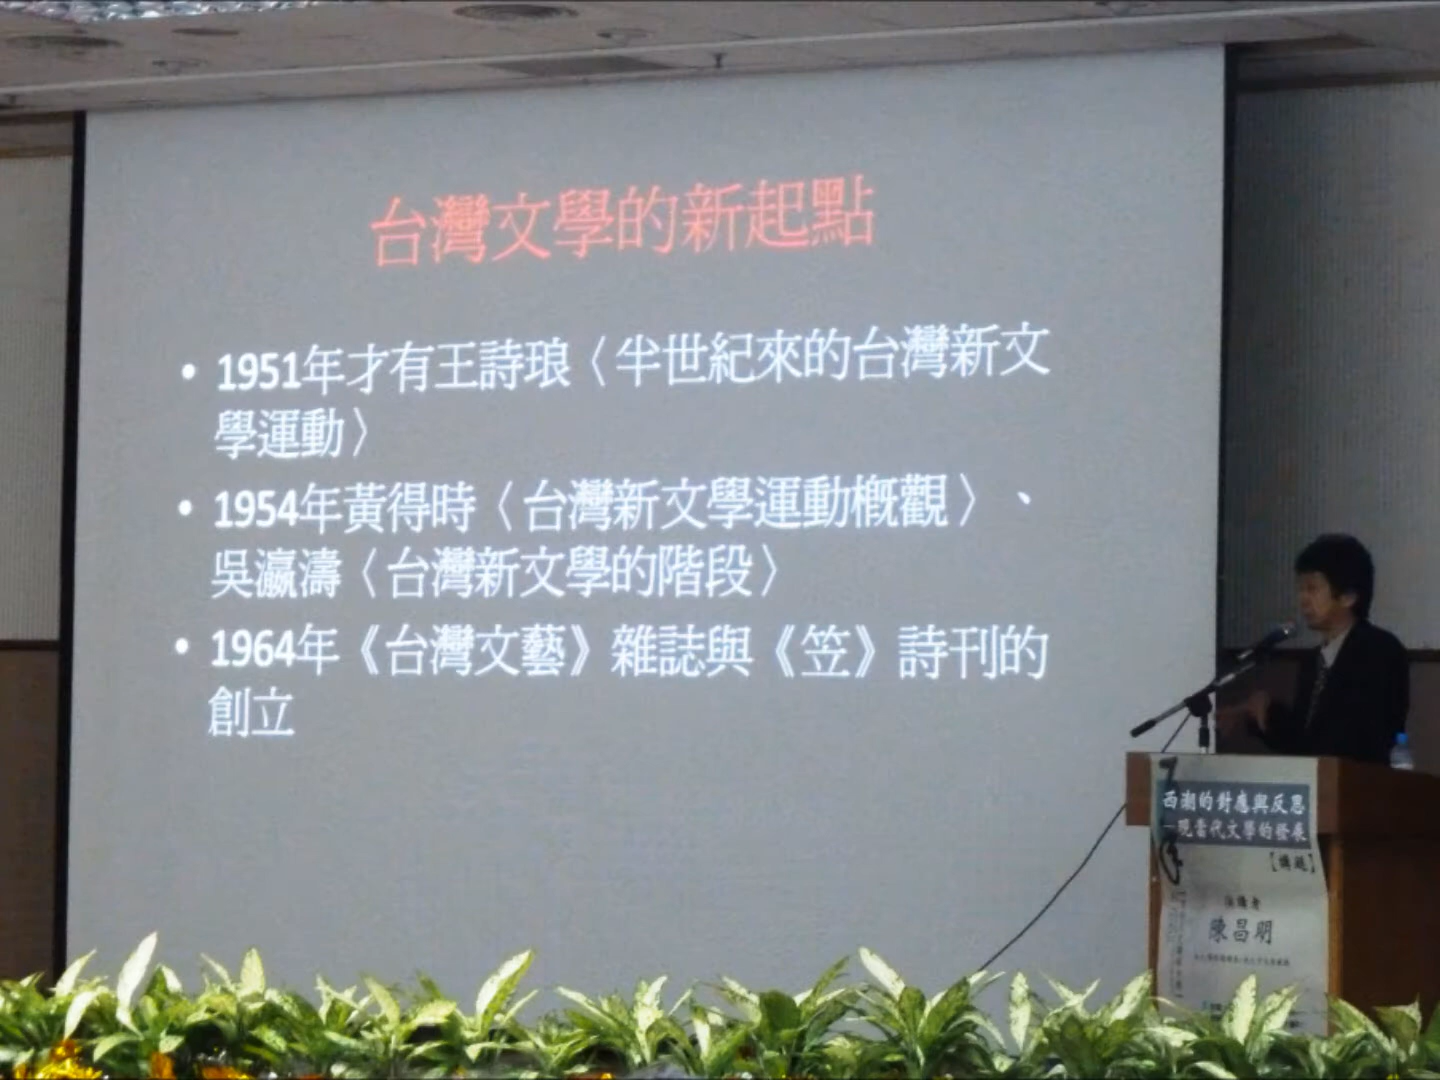 台灣文學的新起點
• 1951年才有王詩琅〈半世紀來的台灣新文
學運動〉
• 1954年黃得時〈台灣新文學運動概觀〉、
吳瀛濤〈台灣新文學的階段〉
• 1964年《台灣文藝》雜誌與《笠》詩刊的
創立
西潮的對應與反思
—現當代文學的發展
【講題】
演講者
陳昌明